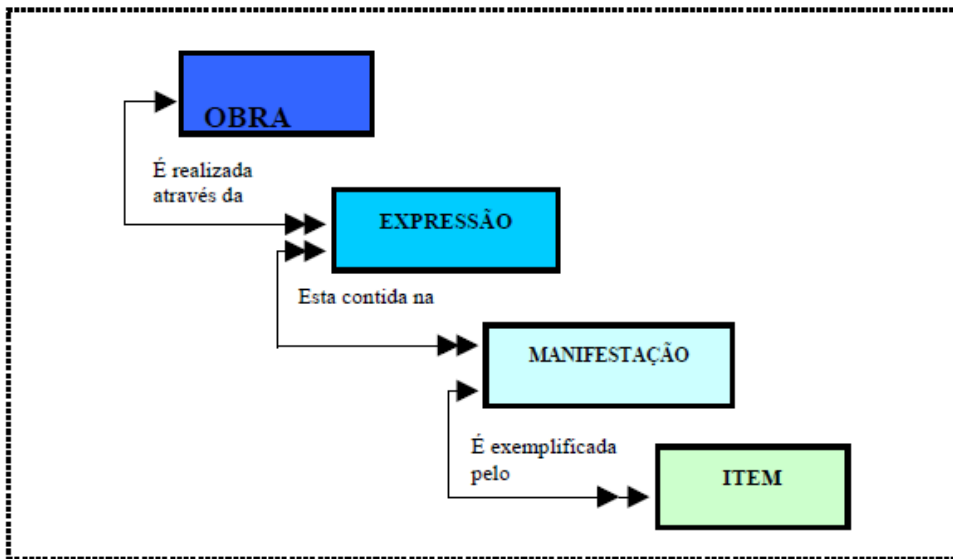 OBRA
É realizada
através da
EXPRESSÃO
Esta contida na
MANIFESTAÇÃO
É exemplificada
pelo
ITEM